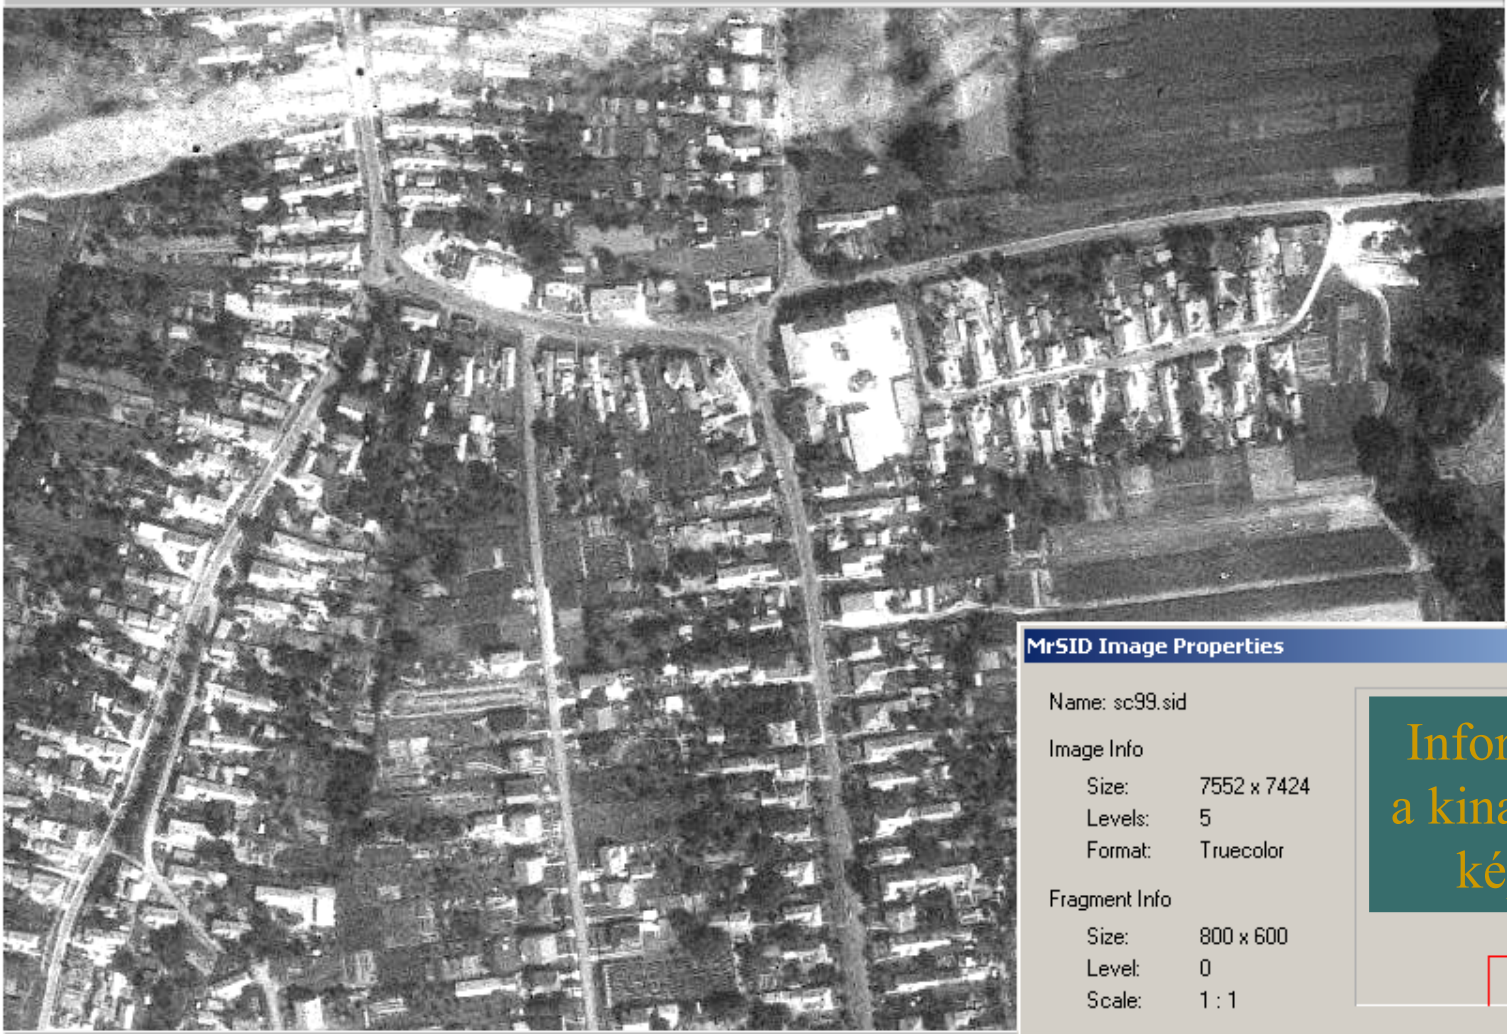 MrSID Image Properties
Name: sc99.sid
Image Info
Size: 7552 x 7424
Levels: 5
Format: Truecolor
Fragment Info
Size: 800 x 600
Level: 0
Scale: 1 : 1
a